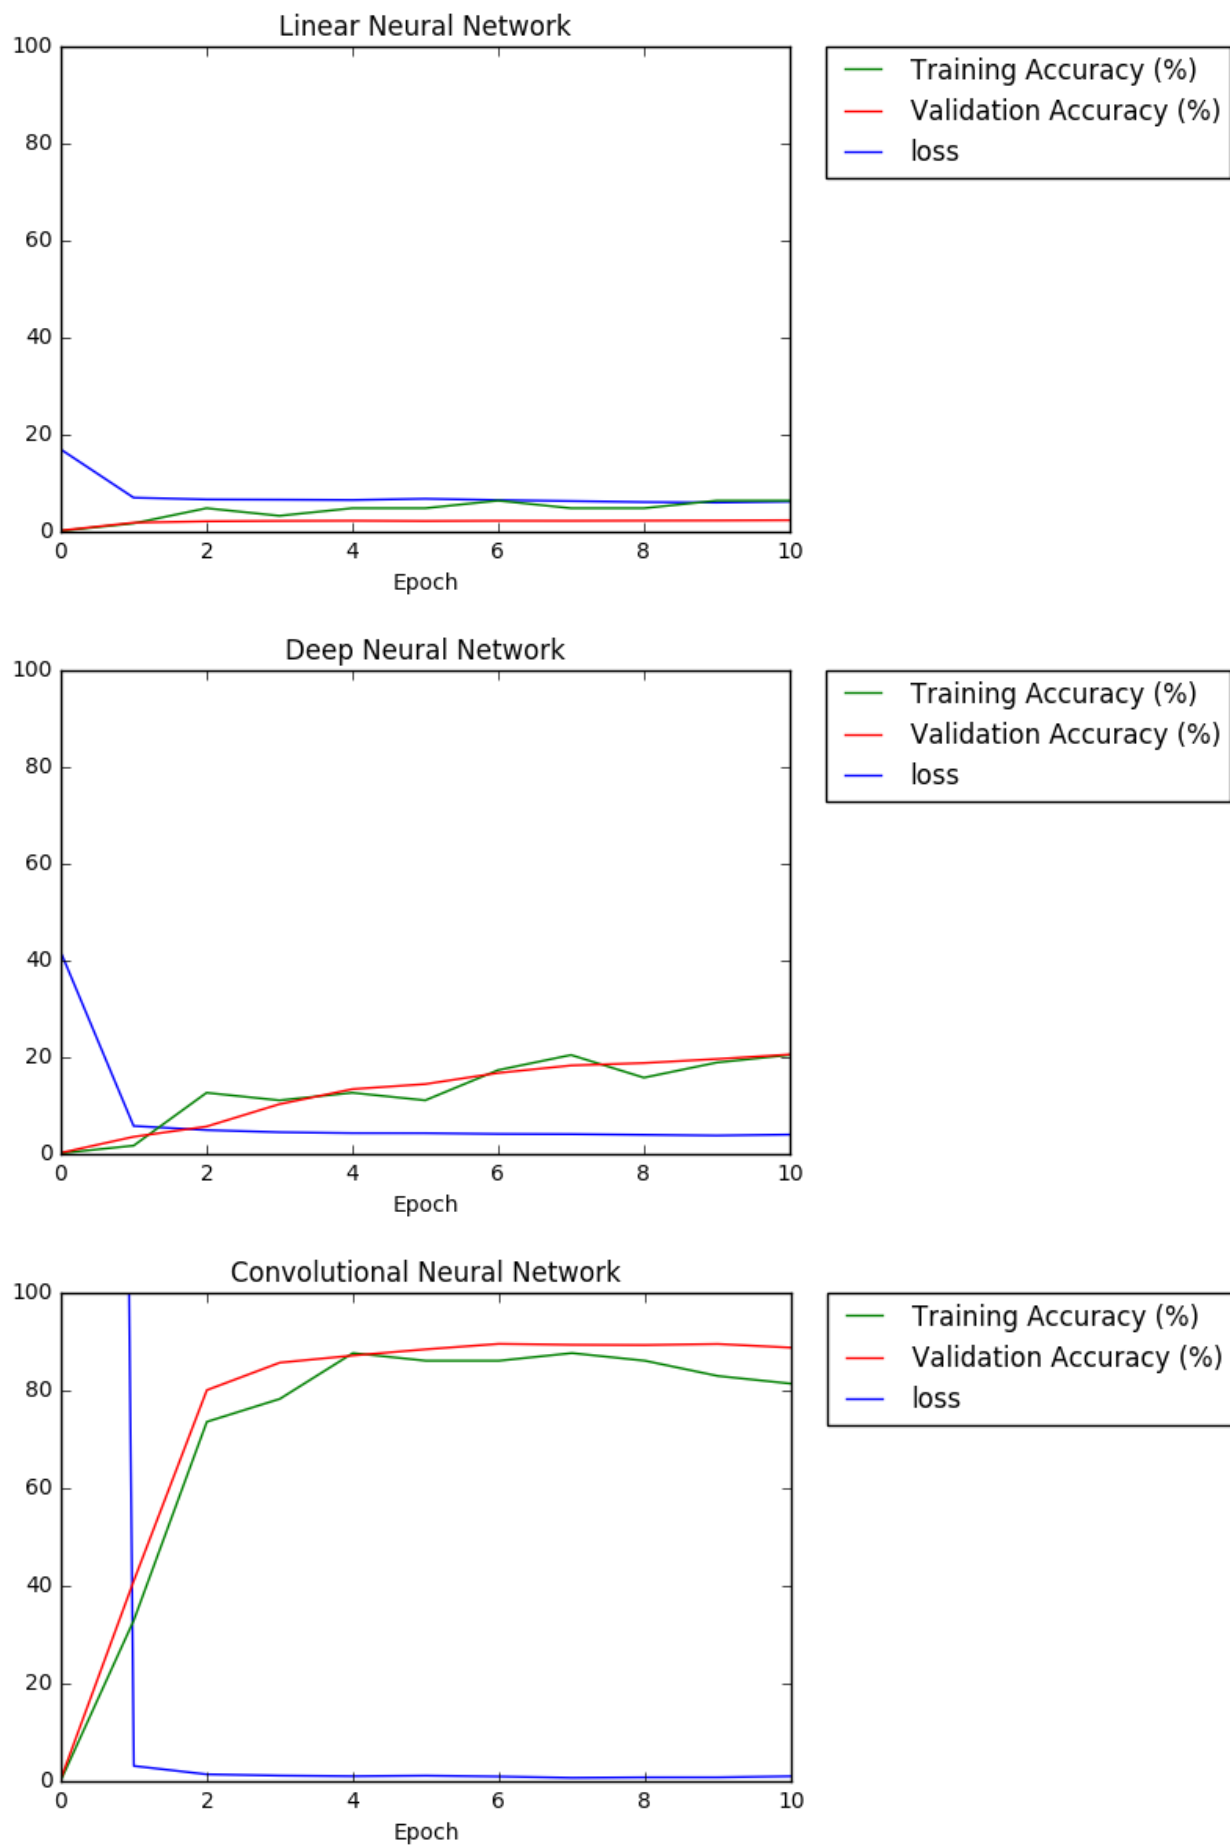 Linear Neural Network
100
80
60
40
20
0
0 2 4 6 8 10
Epoch
Training Accuracy (%)
Validation Accuracy (%)
loss
Deep Neural Network
100
80
60
40
20
0
0 2 4 6 8 10
Epoch
Training Accuracy (%)
Validation Accuracy (%)
loss
Convolutional Neural Network
100
80
60
40
20
0
0 2 4 6 8 10
Epoch
Training Accuracy (%)
Validation Accuracy (%)
loss